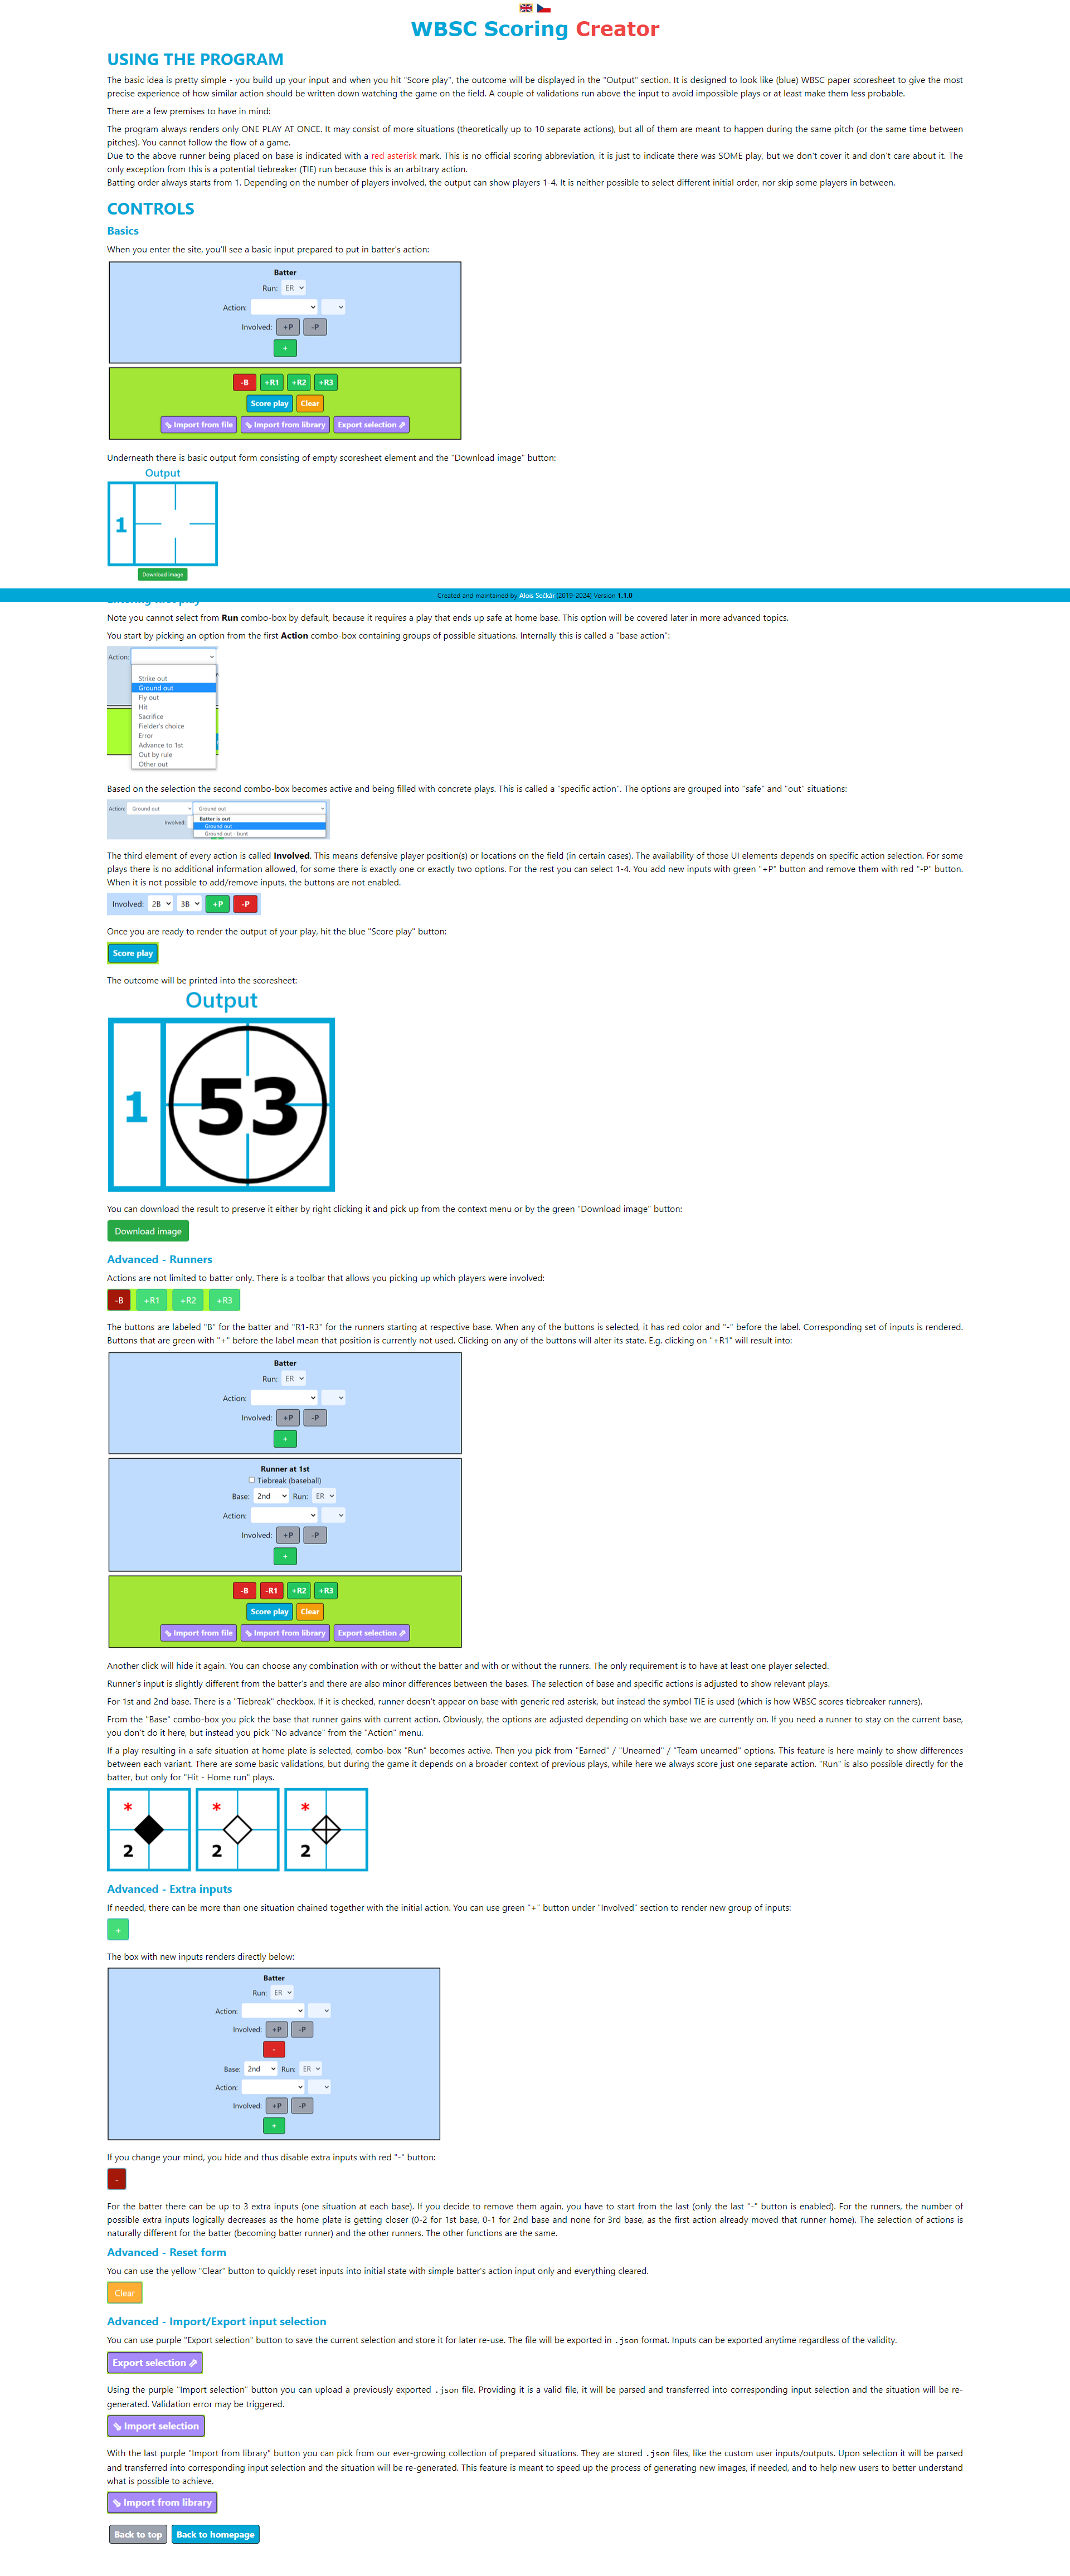 WBSC Scoring Creator
USING THE PROGRAM
The basic idea is pretty simple - you build up your input and when you hit "Score play", the outcome will be displayed in the "Output" section. It is designed to look like (blue) WBSC paper scoresheet to give the most
precise experience of how similar action should be written down watching the game on the field. A couple of validations run above the input to avoid impossible plays or at least make them less probable.
There are a few premises to have in mind:
The program always renders only ONE PLAY AT ONCE. It may consist of more situations (theoretically up to 10 separate actions), but all of them are meant to happen during the same pitch (or the same time between
pitches). You cannot follow the flow of a game.
Due to the above runner being placed on base is indicated with a red asterisk mark. This is no official scoring abbreviation, it is just to indicate there was SOME play, but we don't cover it and don't care about it. The
only exception from this is a potential tiebreaker (TIE) run because this is an arbitrary action.
Batting order always starts from 1. Depending on the number of players involved, the output can show players 1-4. It is neither possible to select different initial order, nor skip some players in between.
CONTROLS
Basics
When you enter the site, you'll see a basic input prepared to put in batter's action:
Batter
Run: ER
Action:
Involved: +P -P
+
-B +R1 +R2 +R3
Score play Clear
Import from file Import from library Export selection
Underneath there is basic output form consisting of empty scoresheet element and the "Download image" button:
Output
1
Download image
Created and maintained by Alois Sečkár (2019-2024) Version 1.1.0
Note you cannot select from Run combo-box by default, because it requires a play that ends up safe at home base. This option will be covered later in more advanced topics.
You start by picking an option from the first Action combo-box containing groups of possible situations. Internally this is called a "base action":
Action:
Strike out
Ground out
Fly out
Hit
Sacrifice
Fielder's choice
Error
Advance to 1st
Out by rule
Other out
Based on the selection the second combo-box becomes active and being filled with concrete plays. This is called a "specific action". The options are grouped into "safe" and "out" situations:
Action: Ground out Ground out
Involved: Batter is out
Ground out
Ground out - bunt
The third element of every action is called Involved. This means defensive player position(s) or locations on the field (in certain cases). The availability of those UI elements depends on specific action selection. For some
plays there is no additional information allowed, for some there is exactly one or exactly two options. For the rest you can select 1-4. You add new inputs with green "+P" button and remove them with red "-P" button.
When it is not possible to add/remove inputs, the buttons are not enabled.
Involved: 2B 3B +P -P
Once you are ready to render the output of your play, hit the blue "Score play" button:
Score play
The outcome will be printed into the scoresheet:
Output
1 53
You can download the result to preserve it either by right clicking it and pick up from the context menu or by the green "Download image" button:
Download image
Advanced - Runners
Actions are not limited to batter only. There is a toolbar that allows you picking up which players were involved:
-B +R1 +R2 +R3
The buttons are labeled "B" for the batter and "R1-R3" for the runners starting at respective base. When any of the buttons is selected, it has red color and "-" before the label. Corresponding set of inputs is rendered.
Buttons that are green with "+" before the label mean that position is currently not used. Clicking on any of the buttons will alter its state. E.g. clicking on "+R1" will result into:
Batter
Run: ER
Action:
Involved: +P -P
+
Runner at 1st
Tiebreak (baseball)
Base: 2nd Run: ER
Action:
Involved: +P -P
+
-B -R1 +R2 +R3
Score play Clear
Import from file Import from library Export selection
Another click will hide it again. You can choose any combination with or without the batter and with or without the runners. The only requirement is to have at least one player selected.
Runner's input is slightly different from the batter's and there are also minor differences between the bases. The selection of base and specific actions is adjusted to show relevant plays.
For 1st and 2nd base. There is a "Tiebreak" checkbox. If it is checked, runner doesn't appear on base with generic red asterisk, but instead the symbol TIE is used (which is how WBSC scores tiebreaker runners).
From the "Base" combo-box you pick the base that runner gains with current action. Obviously, the options are adjusted depending on which base we are currently on. If you need a runner to stay on the current base,
you don't do it here, but instead you pick "No advance" from the "Action" menu.
If a play resulting in a safe situation at home plate is selected, combo-box "Run" becomes active. Then you pick from "Earned" / "Unearned" / "Team unearned" options. This feature is here mainly to show differences
between each variant. There are some basic validations, but during the game it depends on a broader context of previous plays, while here we always score just one separate action. "Run" is also possible directly for the
batter, but only for "Hit - Home run" plays.
* * *
2 2 2
Advanced - Extra inputs
If needed, there can be more than one situation chained together with the initial action. You can use green "+" button under "Involved" section to render new group of inputs:
+
The box with new inputs renders directly below:
Batter
Run: ER
Action:
Involved: +P -P
-
Base: 2nd Run: ER
Action:
Involved: +P -P
+
If you change your mind, you hide and thus disable extra inputs with red "-" button:
-
For the batter there can be up to 3 extra inputs (one situation at each base). If you decide to remove them again, you have to start from the last (only the last "-" button is enabled). For the runners, the number of
possible extra inputs logically decreases as the home plate is getting closer (0-2 for 1st base, 0-1 for 2nd base and none for 3rd base, as the first action already moved that runner home). The selection of actions is
naturally different for the batter (becoming batter runner) and the other runners. The other functions are the same.
Advanced - Reset form
You can use the yellow "Clear" button to quickly reset inputs into initial state with simple batter's action input only and everything cleared.
Clear
Advanced - Import/Export input selection
You can use purple "Export selection" button to save the current selection and store it for later re-use. The file will be exported in .json format. Inputs can be exported anytime regardless of the validity.
Export selection
Using the purple "Import selection" button you can upload a previously exported .json file. Providing it is a valid file, it will be parsed and transferred into corresponding input selection and the situation will be re-
generated. Validation error may be triggered.
Import selection
With the last purple "Import from library" button you can pick from our ever-growing collection of prepared situations. They are stored .json files, like the custom user inputs/outputs. Upon selection it will be parsed
and transferred into corresponding input selection and the situation will be re-generated. This feature is meant to speed up the process of generating new images, if needed, and to help new users to better understand
what is possible to achieve.
Import from library
Back to top Back to homepage